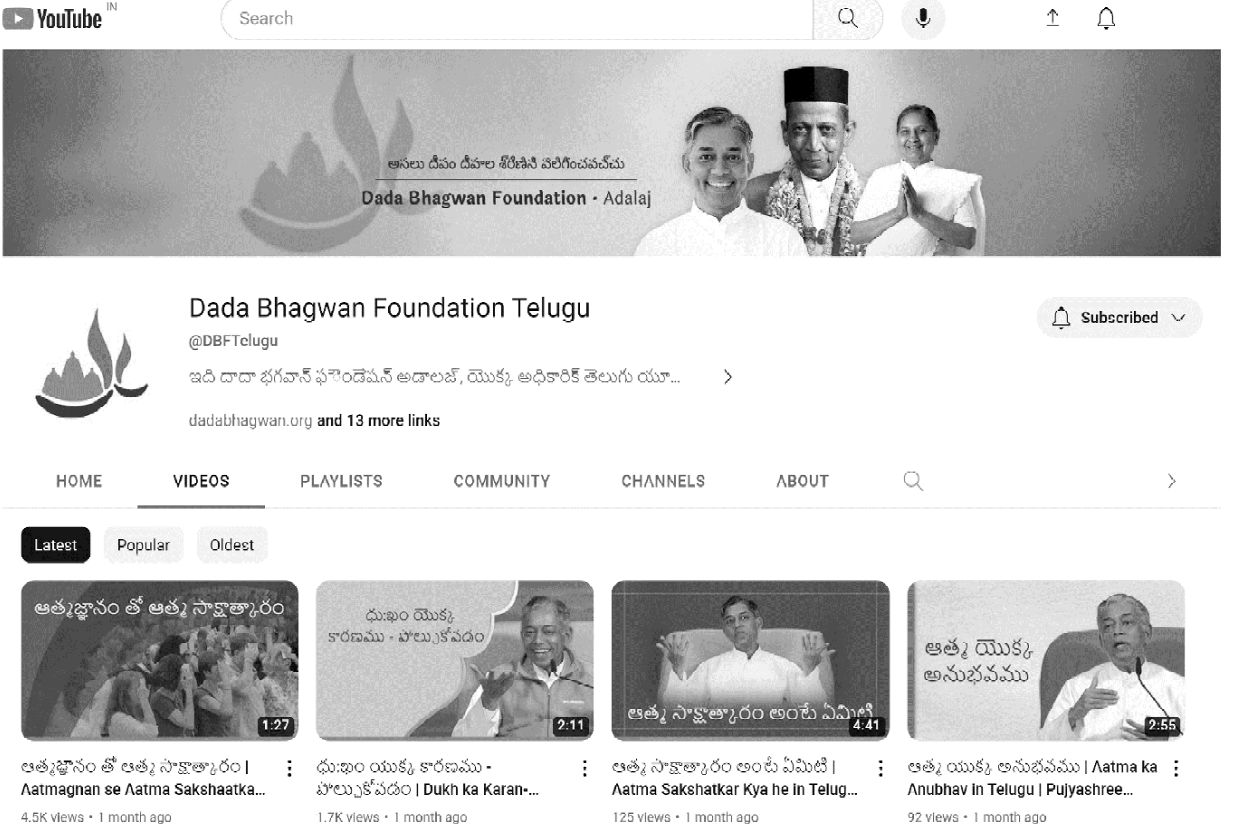 YouTube IN
Search
అసలు దీపం దీపాల శ్రేణిని వెలిగించవచ్చు
Dada Bhagwan Foundation • Adalaj
Dada Bhagwan Foundation Telugu
@DBFTelugu
Subscribed
ఇది దాదా భగవాన్ ఫౌండేషన్ అడాలజ్, యొక్క అధికారిక్ తెలుగు యూ...
dadabhagwan.org and 13 more links
HOME VIDEOS PLAYLISTS COMMUNITY CHANNELS ABOUT
Latest Popular Oldest
ఆత్మజ్ఞానం తో ఆత్మ సాక్షాత్కారం
1:27
ధుఃఖం యొక్క
కారణము - పొల్చుకోవడం
2:11
ఆత్మ సాక్షాత్కారం అంటే ఏమిటి
4:41
ఆత్మ యొక్క
అనుభవము
2:55
ఆత్మజ్ఞానం తో ఆత్మ సాక్షాత్కారం |
Aatmagnan se Aatma Sakshaatka...
4.5K views • 1 month ago
ధుఃఖం యొక్క కారణము -
పొల్చుకోవడం | Dukh ka Karan-...
1.7K views • 1 month ago
ఆత్మ సాక్షాత్కారం అంటే ఏమిటి |
Aatma Sakshatkar Kya he in Telug...
125 views • 1 month ago
ఆత్మ యొక్క అనుభవము | Aatma ka
Anubhav in Telugu | Pujyashree...
92 views • 1 month ago